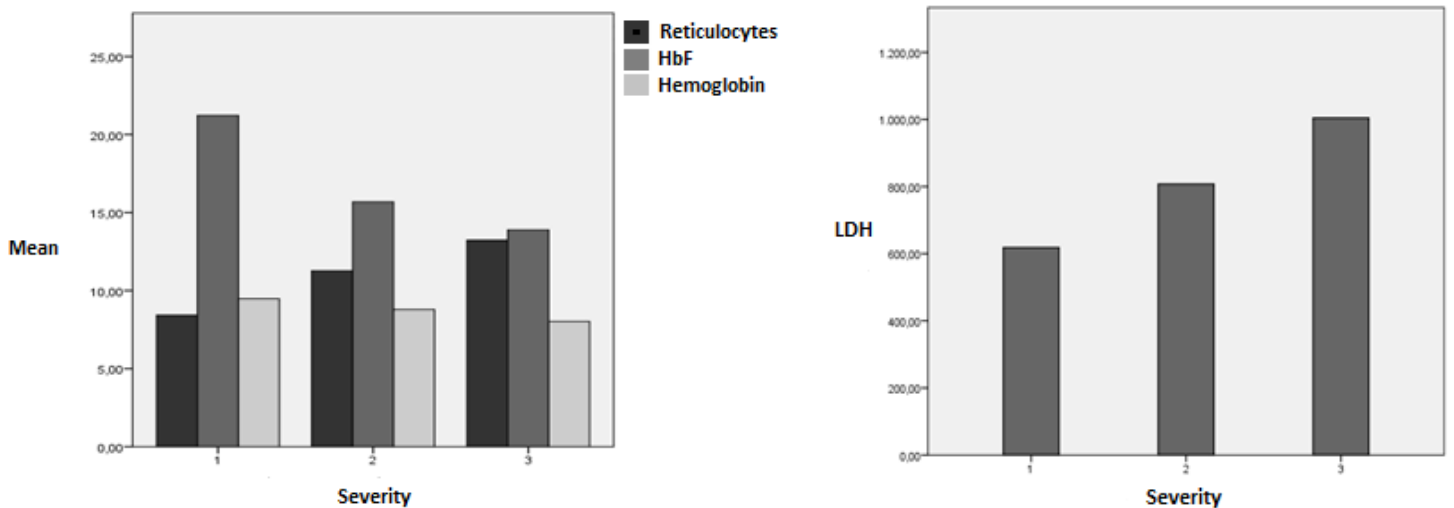 25,00
20,00
15,00
10,00
5,00
0,00
Mean
1
2
3
Severity
Reticulocytes
HbF
Hemoglobin
1.200,00
1.000,00
800,00
600,00
400,00
200,00
0,00
LDH
1
2
3
Severity